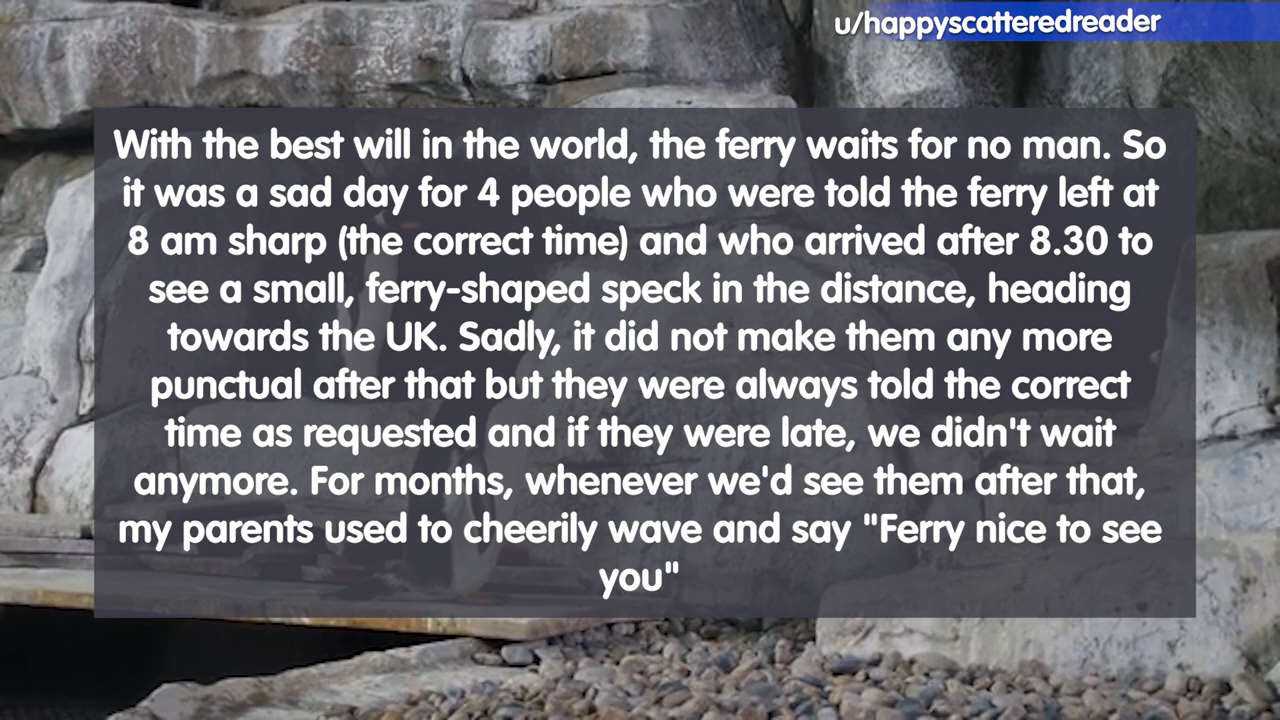 u/happyscatteredreader
With the best will in the world, the ferry waits for no man. So
it was a sad day for 4 people who were told the ferry left at
8 am sharp (the correct time) and who arrived after 8.30 to
see a small, ferry-shaped speck in the distance, heading
towards the UK. Sadly, it did not make them any more
punctual after that but they were always told the correct
time as requested and if they were late, we didn't wait
anymore. For months, whenever we'd see them after that,
my parents used to cheerily wave and say "Ferry nice to see
you"